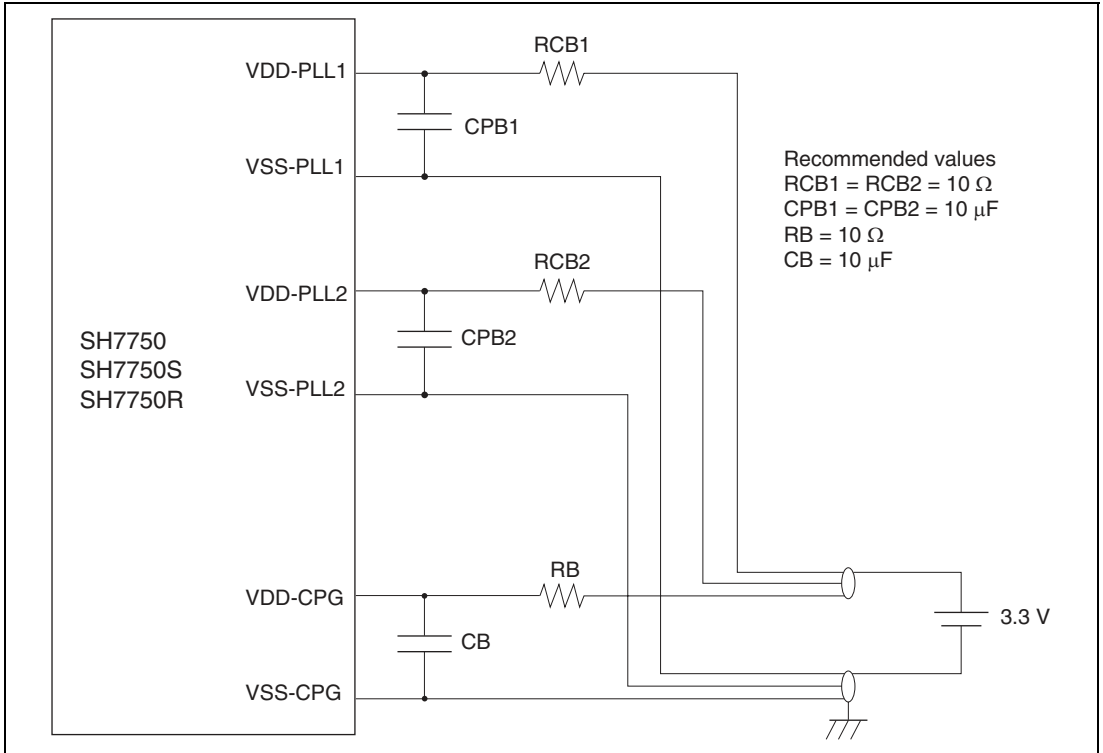 RCB1
VDD-PLL1
CPB1
VSS-PLL1
Recommended values
RCB1 = RCB2 = 10 Ω
CPB1 = CPB2 = 10 μF
RB = 10 Ω
CB = 10 μF
RCB2
VDD-PLL2
CPB2
SH7750
SH7750S
SH7750R
VSS-PLL2
RB
VDD-CPG
3.3 V
CB
VSS-CPG